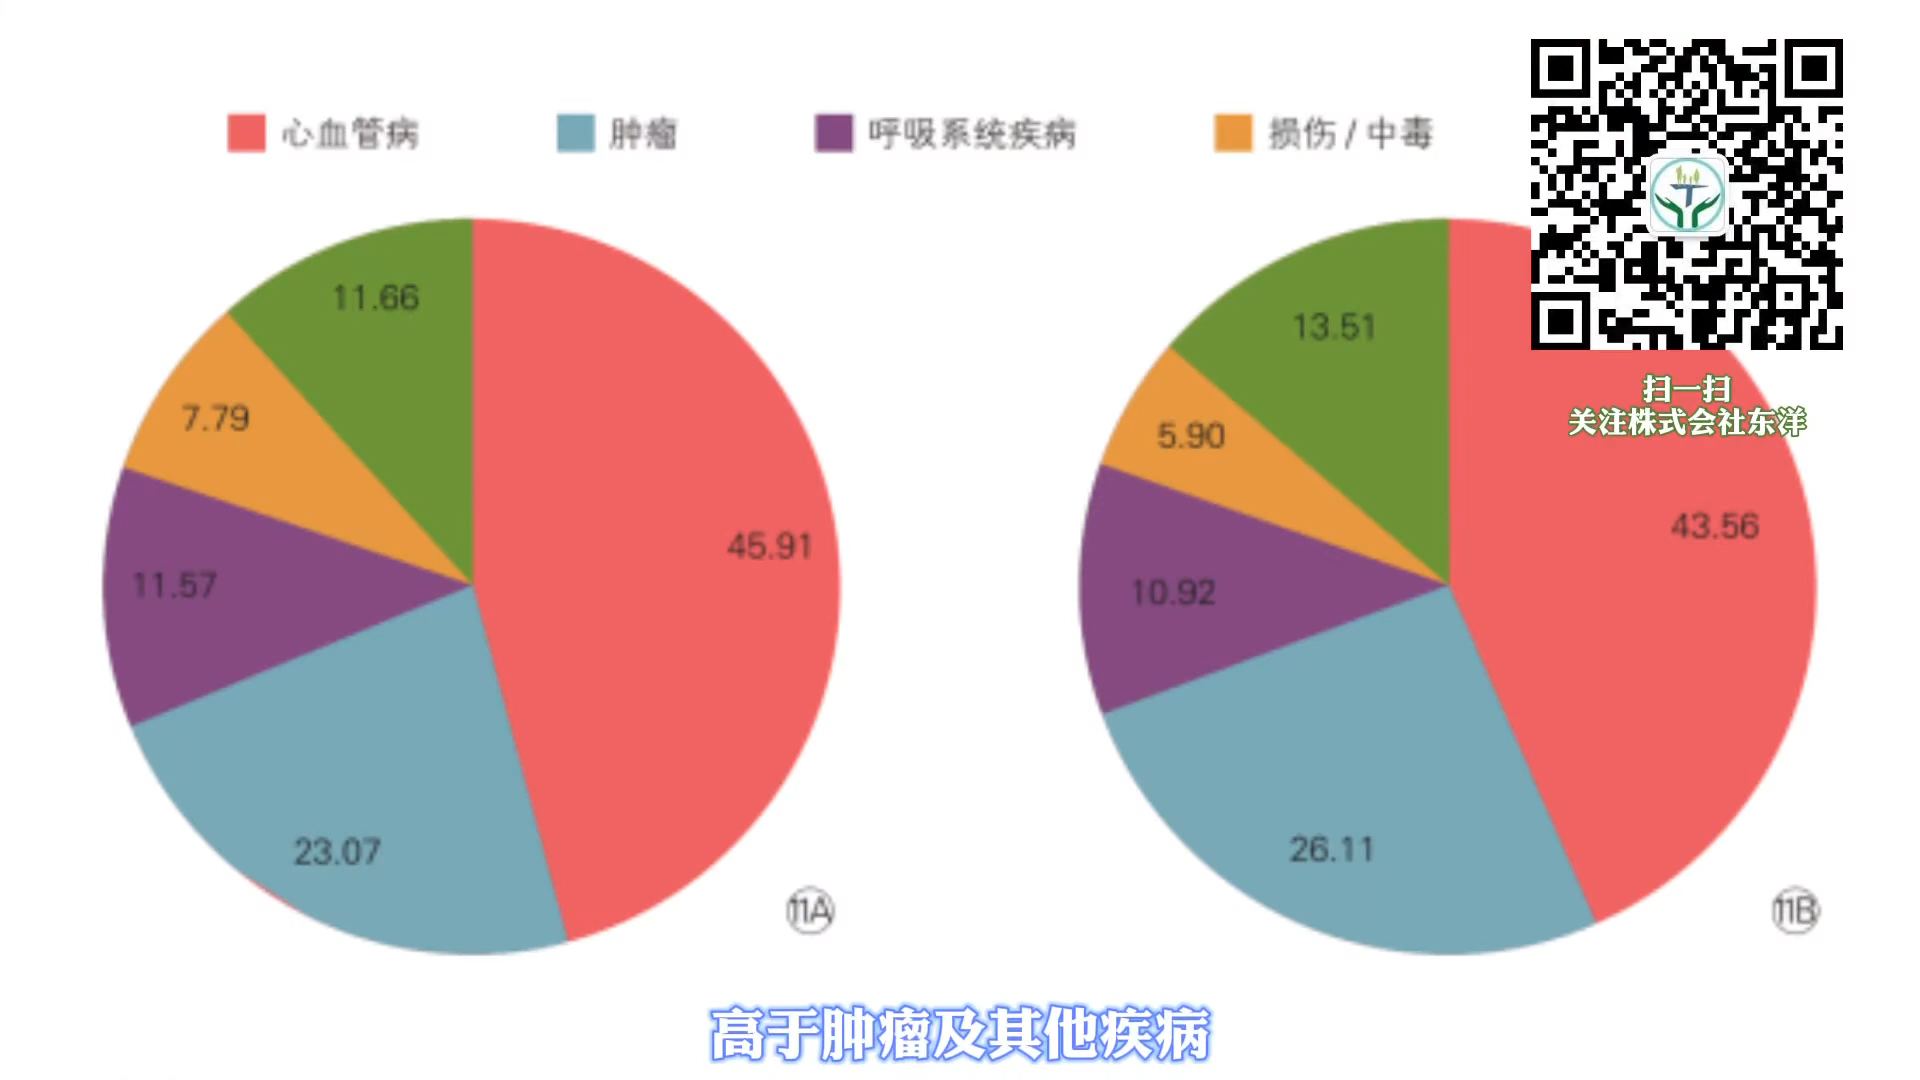 心血管病 肿瘤 呼吸系统疾病 损伤 / 中毒
11.66
7.79
11.57
45.91
23.07
11A
13.51
5.90
10.92
43.56
26.11
11B
扫一扫
关注株式会社东洋
高于肿瘤及其他疾病